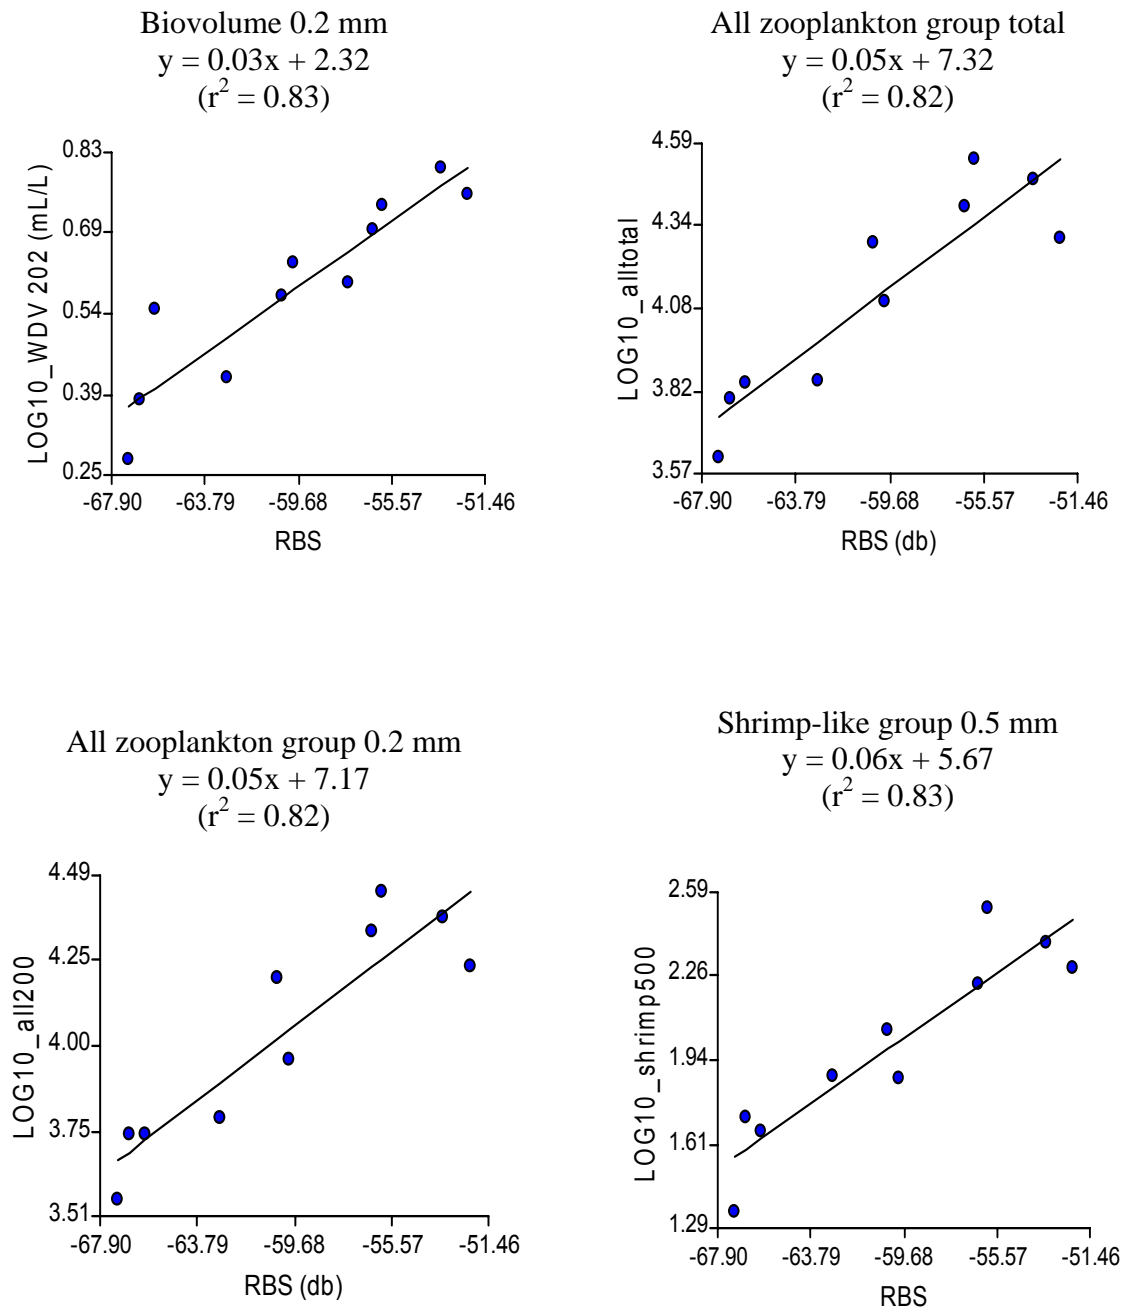 Biovolume 0.2 mm
y = 0.03x + 2.32
(r² = 0.83)
0.83
0.69
0.54
0.39
0.25
LOG10_WDV 202 (mL/L)
-67.90 -63.79 -59.68 -55.57 -51.46
RBS
All zooplankton group total
y = 0.05x + 7.32
(r² = 0.82)
4.59
4.34
4.08
3.82
3.57
LOG10_alltotal
-67.90 -63.79 -59.68 -55.57 -51.46
RBS (db)
All zooplankton group 0.2 mm
y = 0.05x + 7.17
(r² = 0.82)
4.49
4.25
4.00
3.75
3.51
LOG10_all200
-67.90 -63.79 -59.68 -55.57 -51.46
RBS (db)
Shrimp-like group 0.5 mm
y = 0.06x + 5.67
(r² = 0.83)
2.59
2.26
1.94
1.61
1.29
LOG10_shrimp500
-67.90 -63.79 -59.68 -55.57 -51.46
RBS